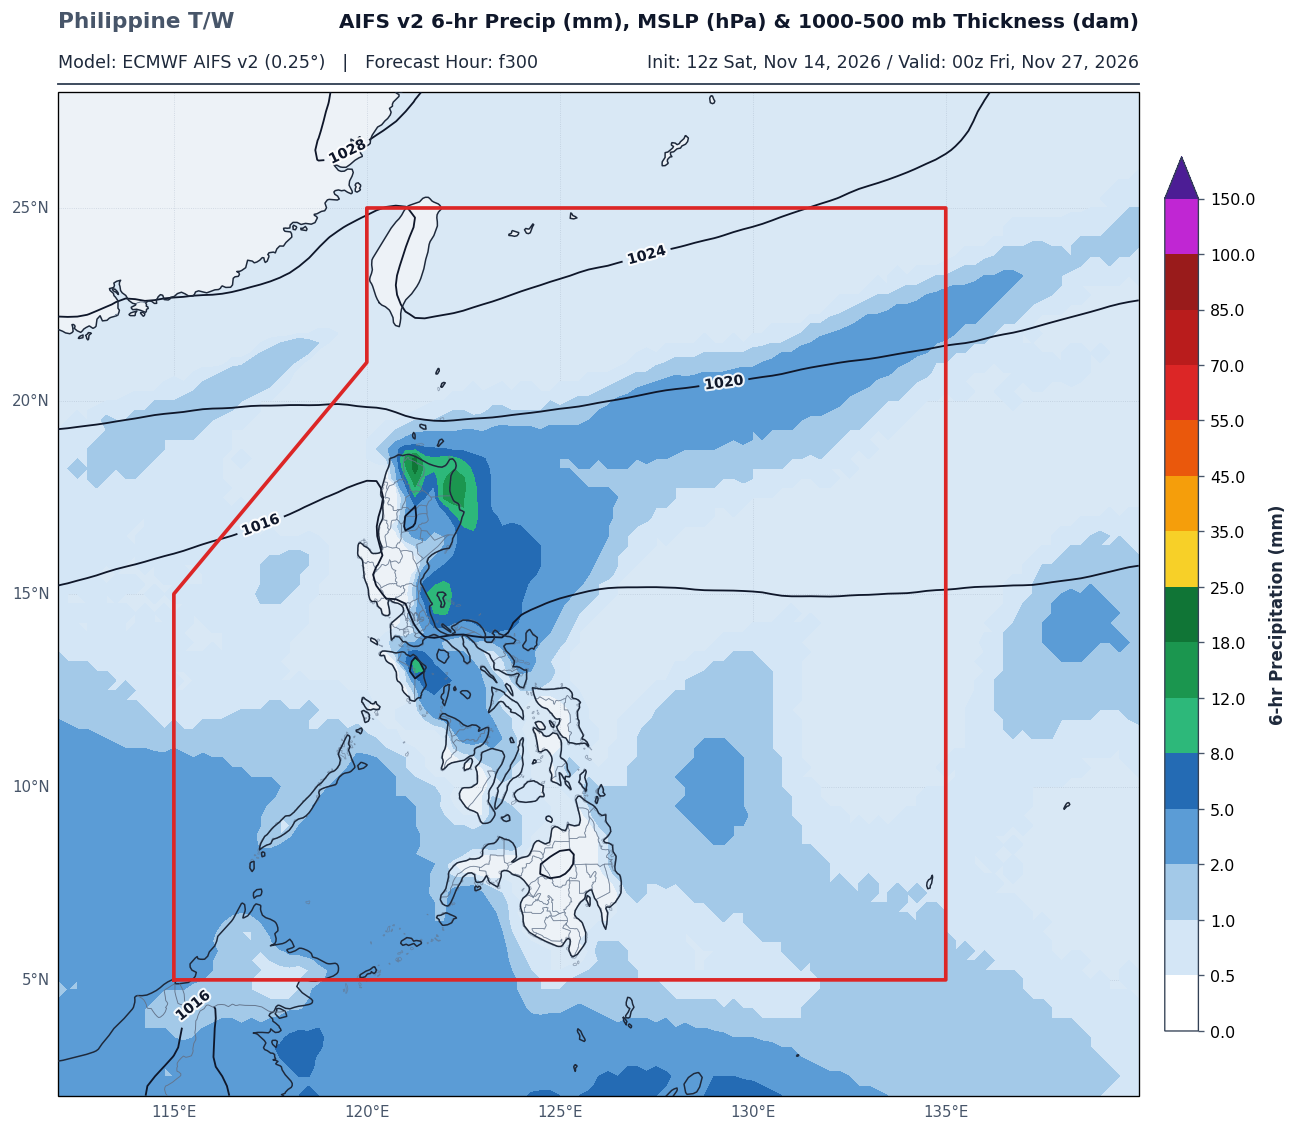 Philippine T/W
AIFS v2 6-hr Precip (mm), MSLP (hPa) & 1000-500 mb Thickness (dam)
Model: ECMWF AIFS v2 (0.25°)   |   Forecast Hour: f300
Init: 12z Sat, Nov 14, 2026 / Valid: 00z Fri, Nov 27, 2026
1028
1024
1020
1016
1016
25°N
20°N
15°N
10°N
5°N
115°E
120°E
125°E
130°E
135°E
150.0
100.0
85.0
70.0
55.0
45.0
35.0
25.0
18.0
12.0
8.0
5.0
2.0
1.0
0.5
0.0
6-hr Precipitation (mm)